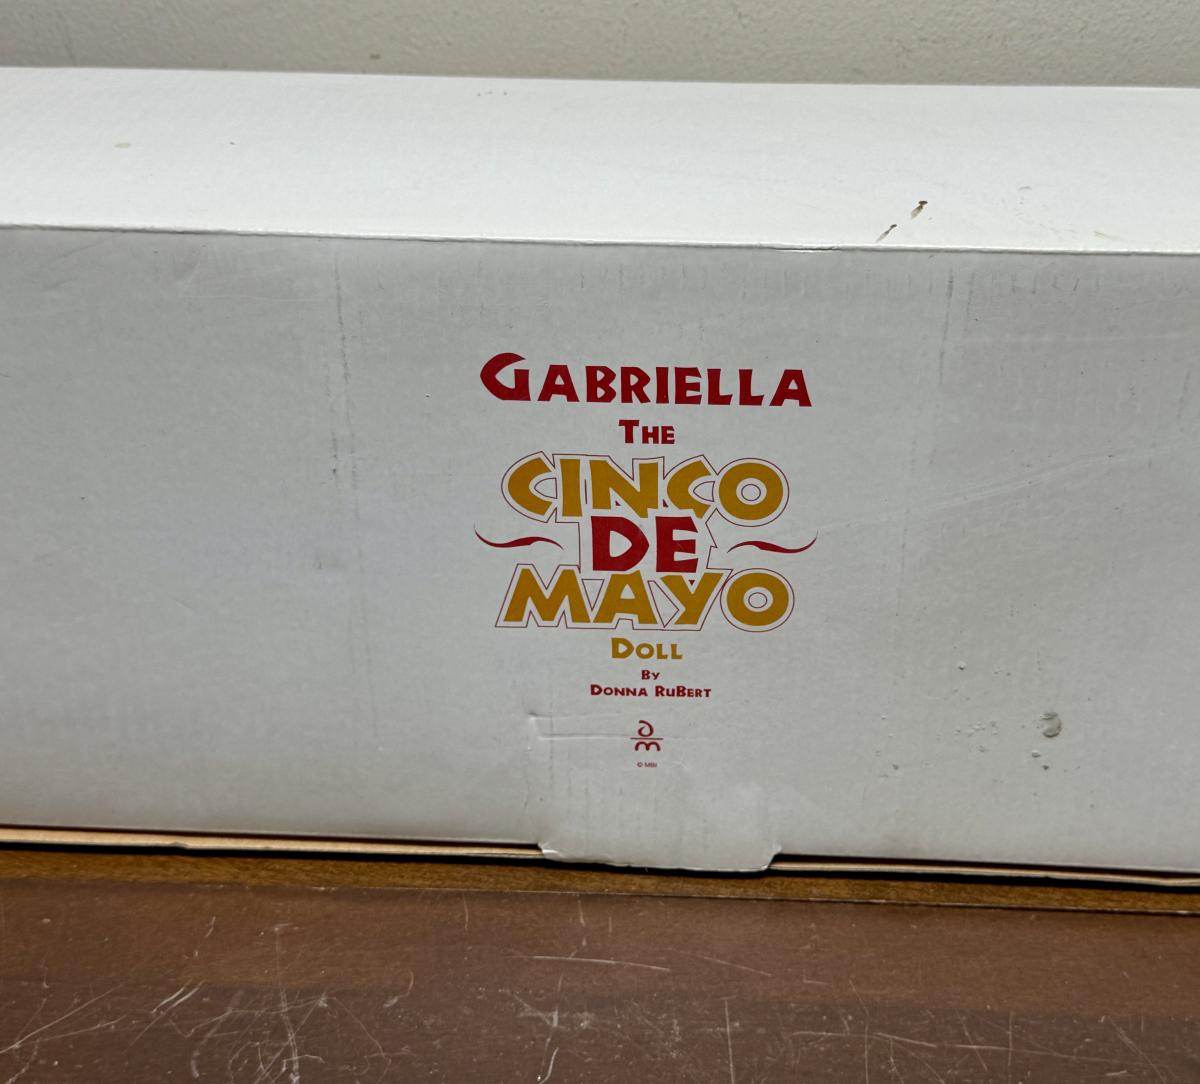 GABRIELLA
THE
CINCO
DE
MAYO
DOLL
BY
DONNA RUBERT
© MBI